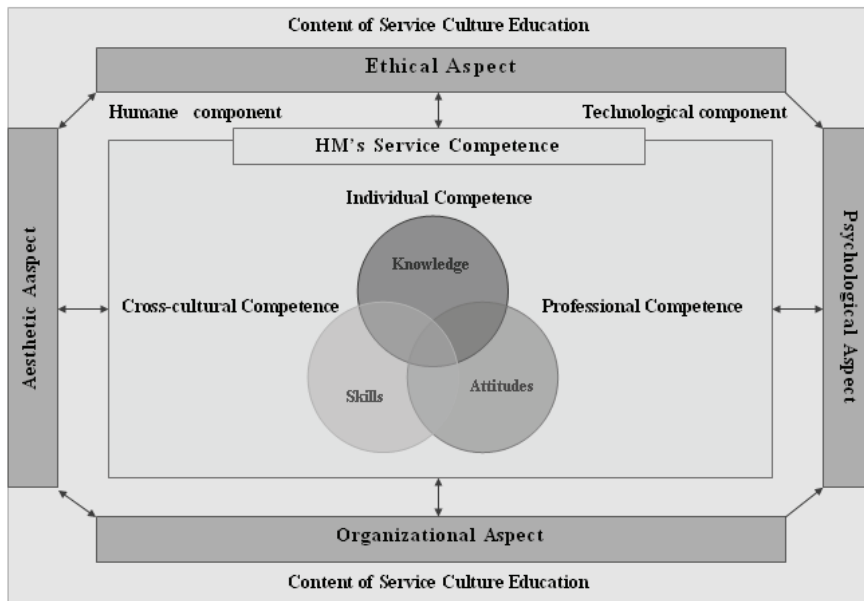 Content of Service Culture Education
Ethical Aspect
Humane component
Technological component
HM's Service Competence
Individual Competence
Knowledge
Aesthetic Aaspect
Cross-cultural Competence
Professional Competence
Psychological Aspect
Skills
Attitudes
Organizational Aspect
Content of Service Culture Education